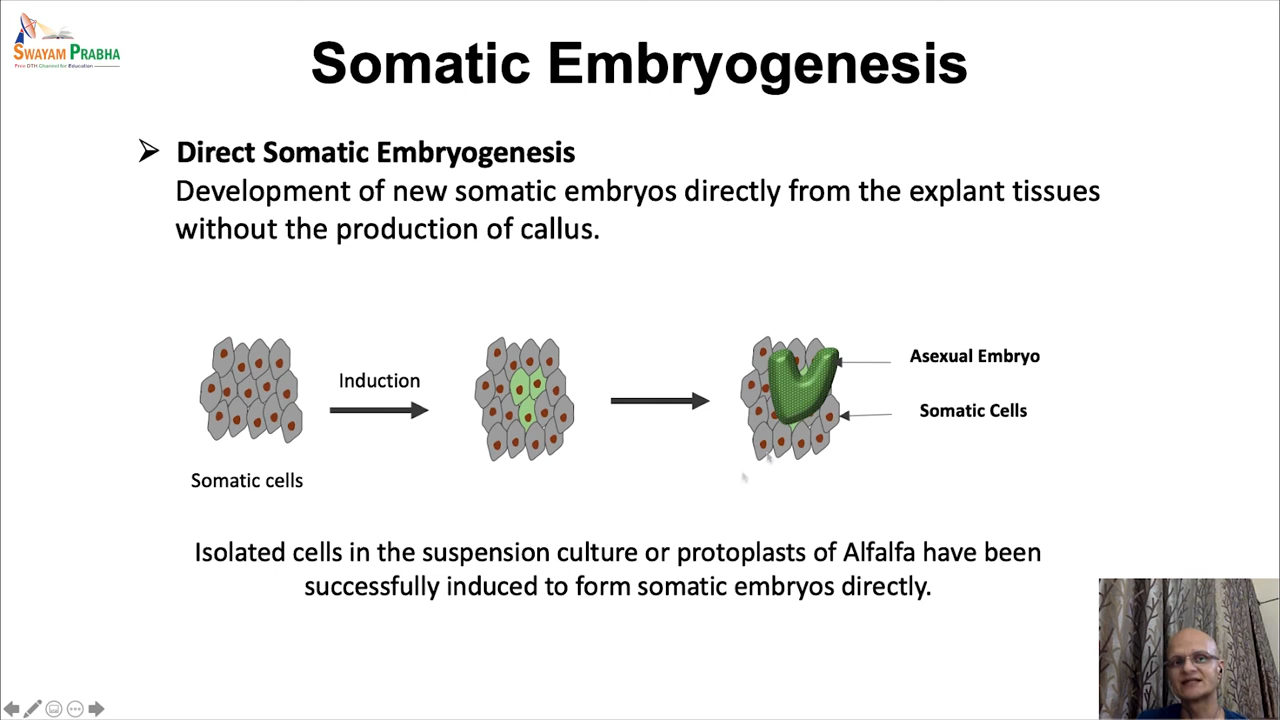 SWAYAM PRABHA
Free DTH Channel for Education
Somatic Embryogenesis
Direct Somatic Embryogenesis
Development of new somatic embryos directly from the explant tissues
without the production of callus.
Induction
Asexual Embryo
Somatic Cells
Somatic cells
Isolated cells in the suspension culture or protoplasts of Alfalfa have been
successfully induced to form somatic embryos directly.